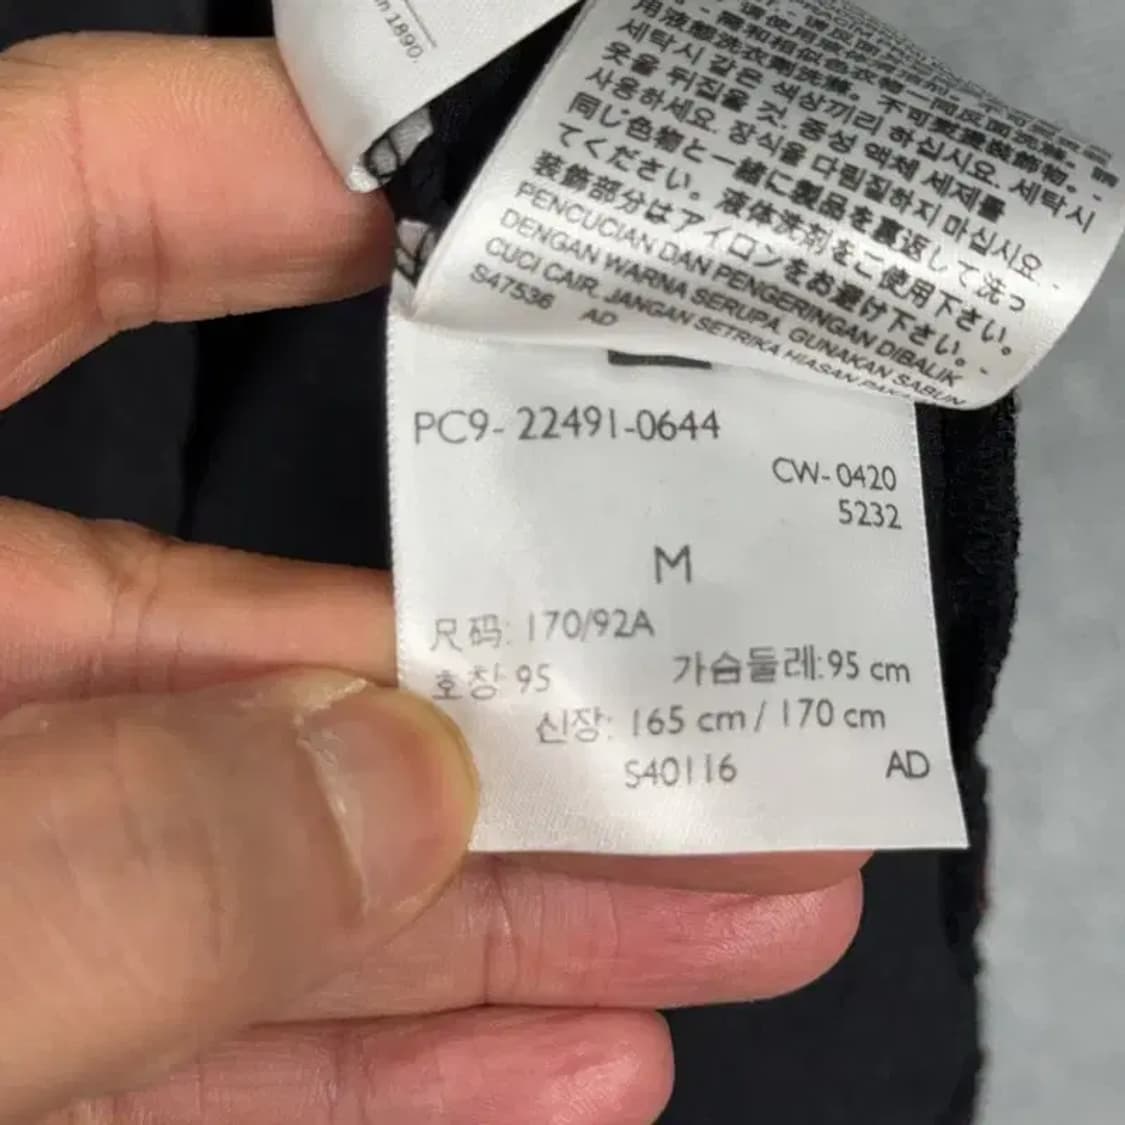 in 1890.
用液態洗衣劑洗滌。不可熨燙裝飾物。
세탁시 같은 색상끼리 하십시요. 세탁시
옷을 뒤집을 것. 중성 액체 세제를
사용하세요. 장식을 다림질하지 마십시요.
同じ色物と一緒に製品を裏返して洗っ
てください。液体洗剤をご使用下さい。
装飾部分はアイロンをお避け下さい。
PENCUCIAN DAN PENGERINGAN DIBALIK
DENGAN WARNA SERUPA. GUNAKAN SABUN
CUCI CAIR. JANGAN SETRIKA HIASAN
S47536 AD
PC9-22491-0644
CW-0420
5232
M
尺码: 170/92A
호칭: 95 가슴둘레: 95 cm
신장: 165 cm / 170 cm
S40116 AD